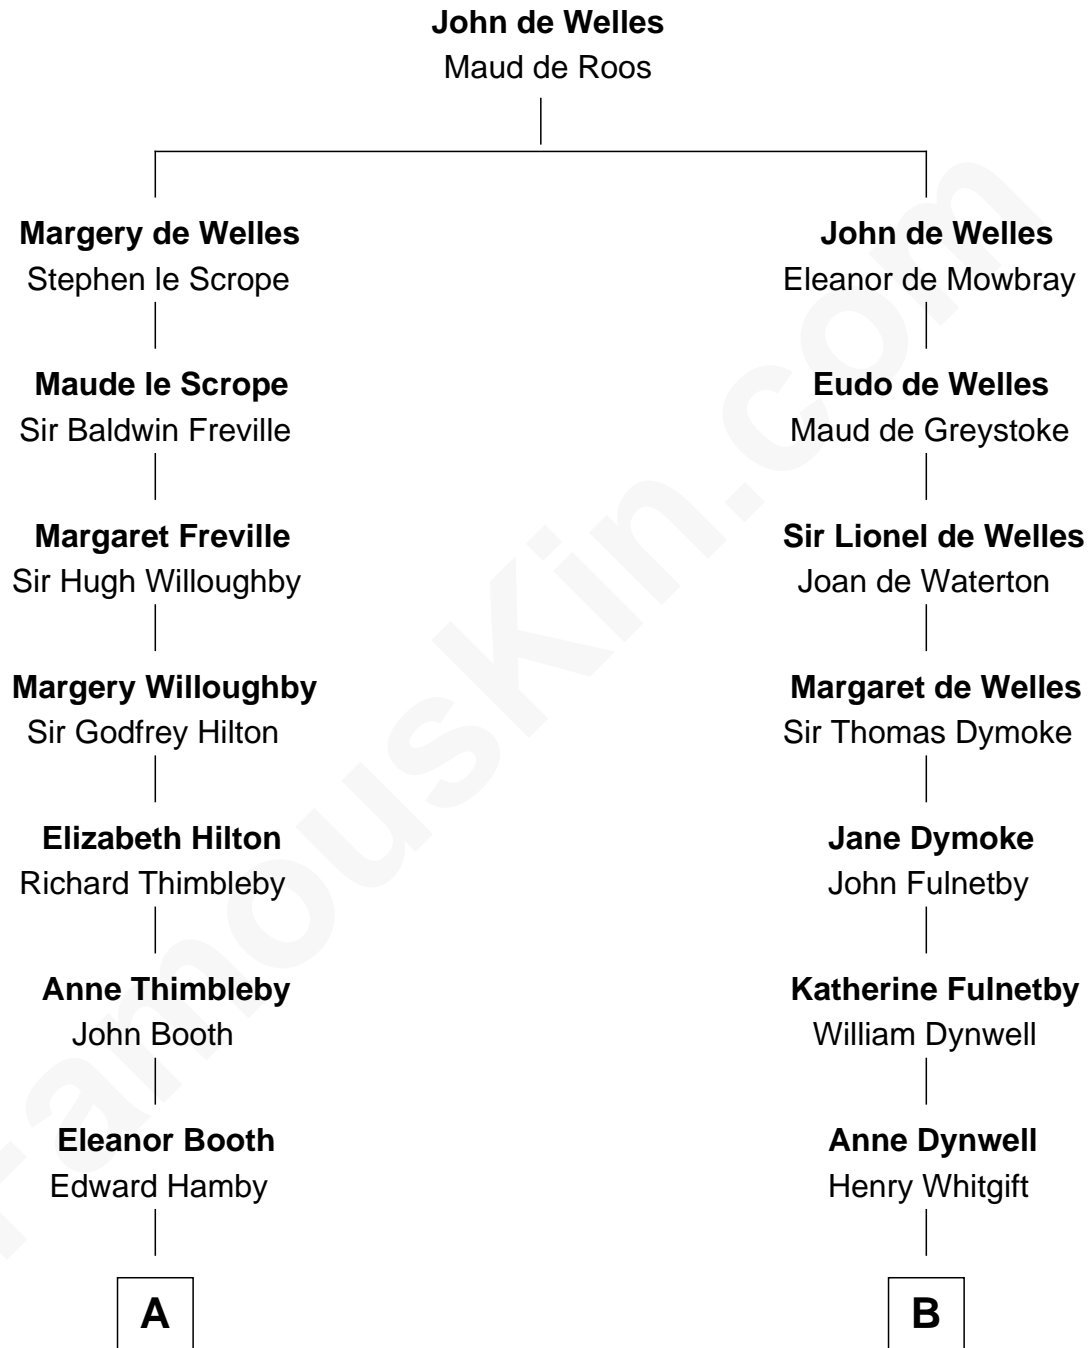 John de Welles
Maud de Roos
Margery de Welles
Stephen le Scrope
John de Welles
Eleanor de Mowbray
Maude le Scrope
Sir Baldwin Freville
Eudo de Welles
Maud de Greystoke
Margaret Freville
Sir Hugh Willoughby
Sir Lionel de Welles
Joan de Waterton
Margery Willoughby
Sir Godfrey Hilton
Margaret de Welles
Sir Thomas Dymoke
Elizabeth Hilton
Richard Thimbleby
Jane Dymoke
John Fulnetby
Anne Thimbleby
John Booth
Katherine Fulnetby
William Dynwell
Eleanor Booth
Edward Hamby
Anne Dynwell
Henry Whitgift
A
B
FamousKin.com